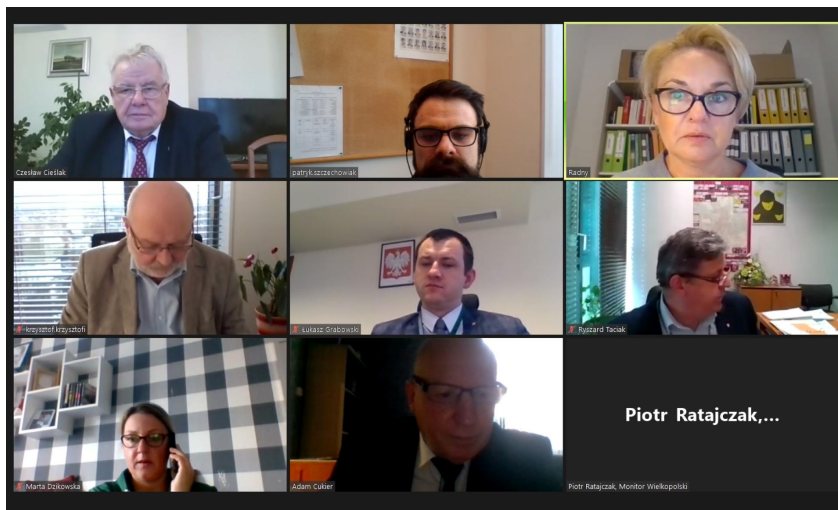 Czesław Cieślak
patryk.szczechowiak
Radny
krzysztof.krzysztofi
Łukasz Grabowski
Ryszard Taciak
Marta Dzikowska
Adam Cukier
Piotr Ratajczak,...
Piotr Ratajczak, Monitor Wielkopolski